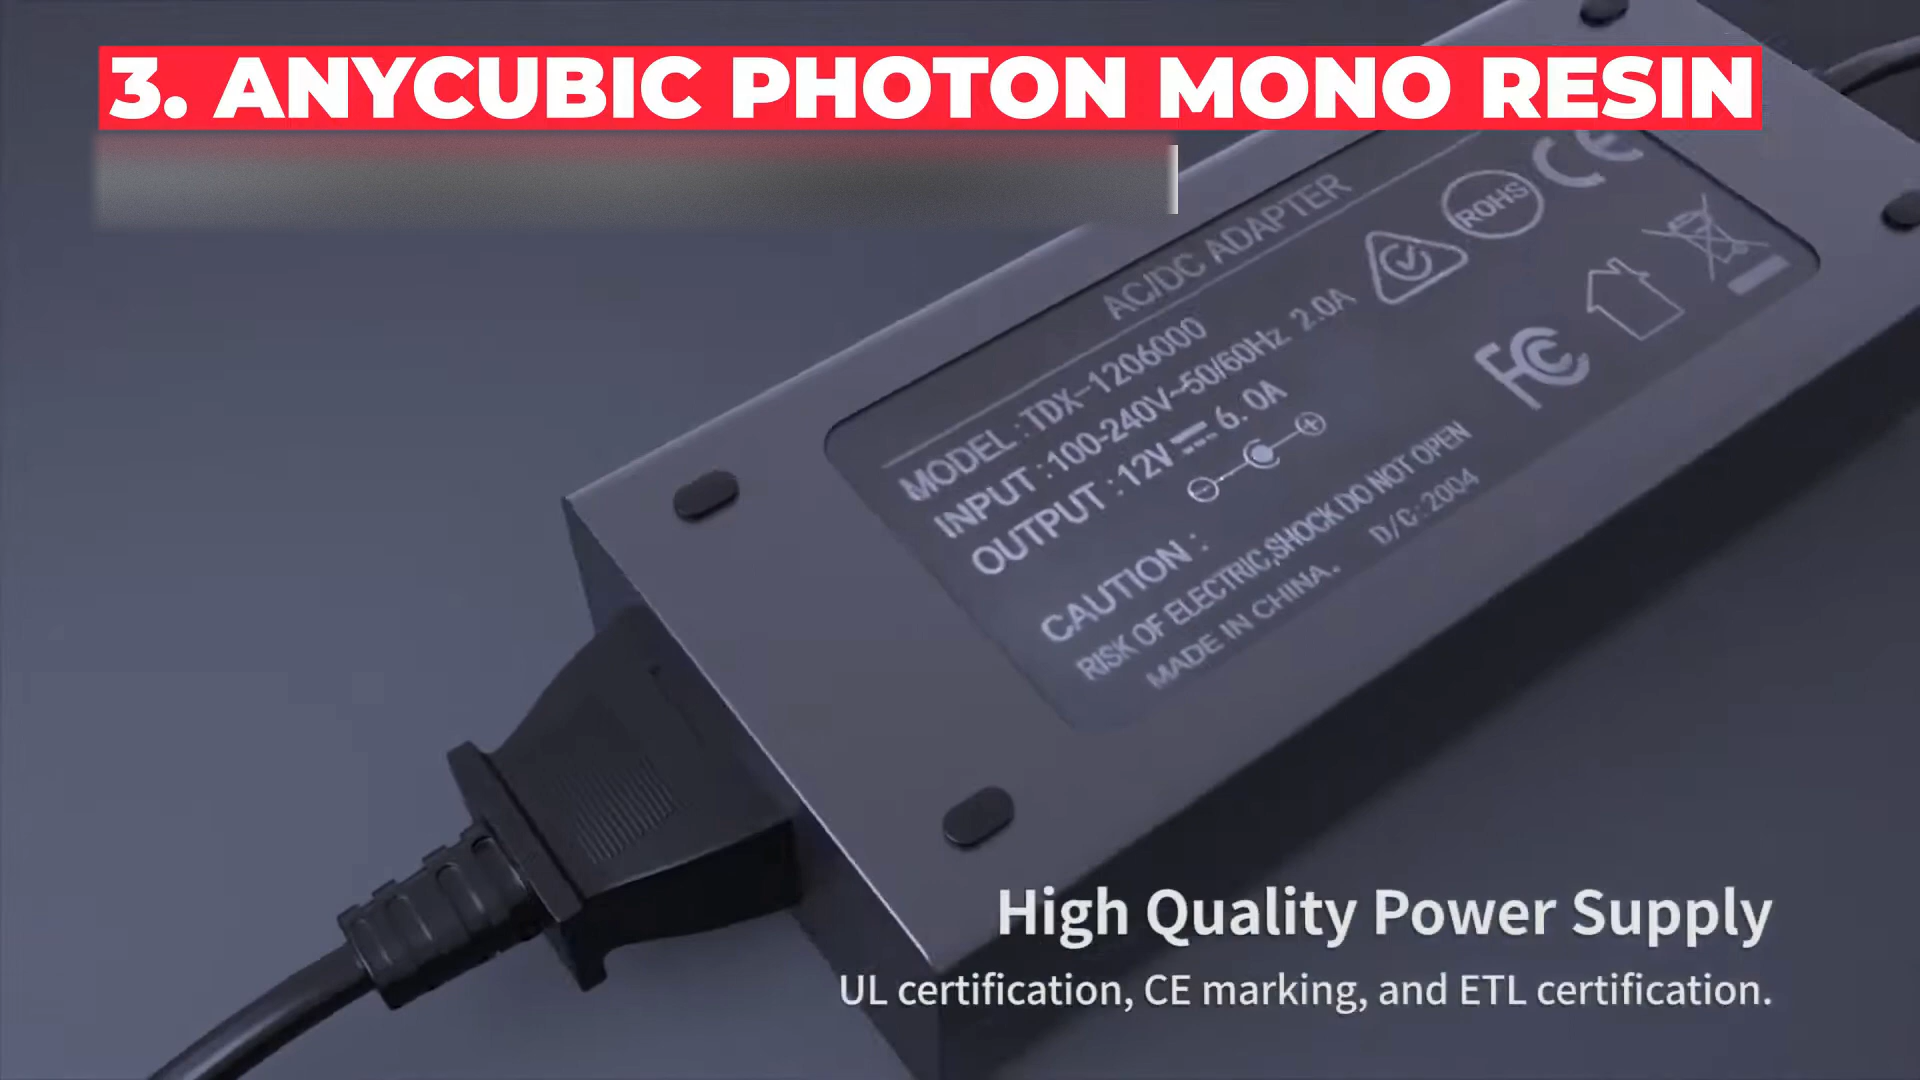 3. ANYCUBIC PHOTON MONO RESIN
AC/DC ADAPTER
MODEL : TDX-1206000
INPUT : 100-240V~50/60Hz 2.0A
OUTPUT : 12V 6. 0A
CAUTION :
RISK OF ELECTRIC,SHOCK DO NOT OPEN
MADE IN CHINA. D/C: 2004
ROHS
CE
FC
High Quality Power Supply
UL certification, CE marking, and ETL certification.